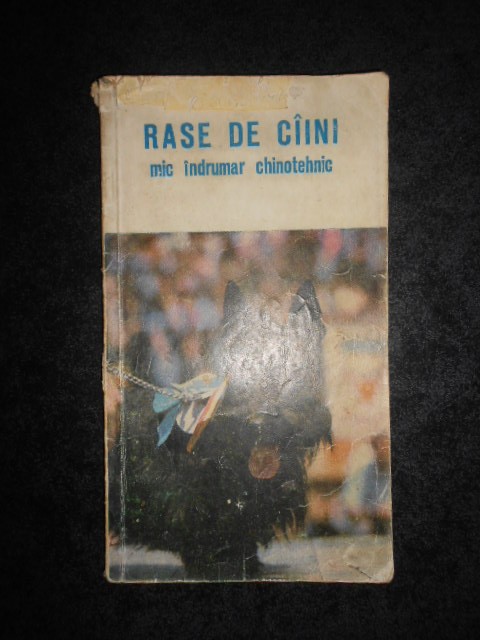 RASE DE CÎINI
mic îndrumar chinotehnic